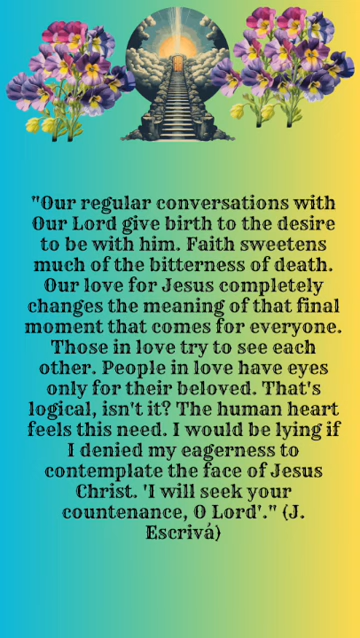 "Our regular conversations with
Our Lord give birth to the desire
to be with him. Faith sweetens
much of the bitterness of death.
Our love for Jesus completely
changes the meaning of that final
moment that comes for everyone.
Those in love try to see each
other. People in love have eyes
only for their beloved. That's
logical, isn't it? The human heart
feels this need. I would be lying if
I denied my eagerness to
contemplate the face of Jesus
Christ. 'I will seek your
countenance, O Lord'." (J.
Escrivá)